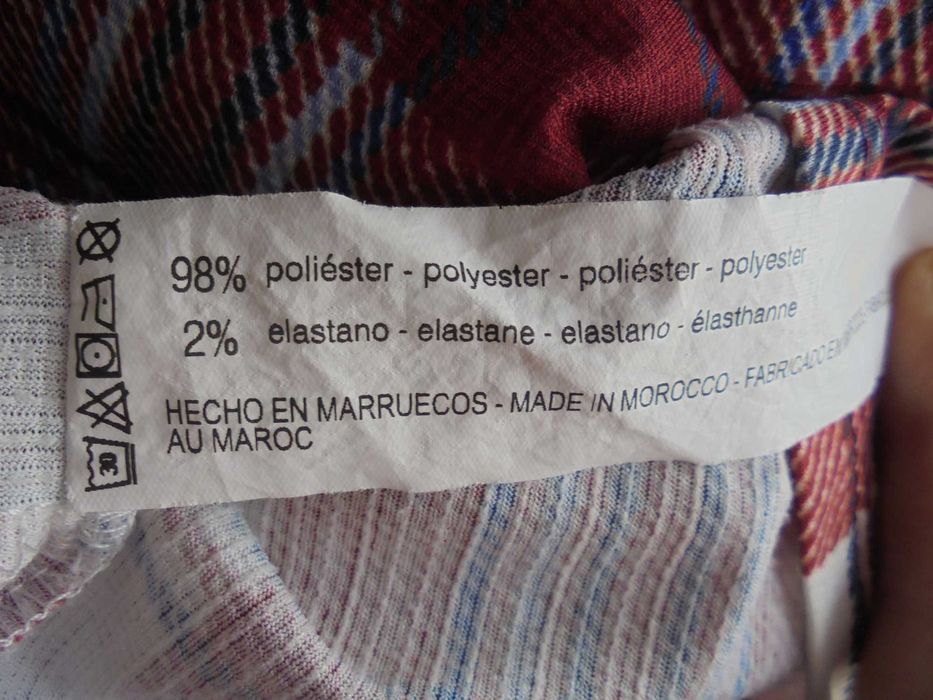 98% poliéster - polyester - poliéster - polyester
2% elastano - elastane - elastano - élasthanne
HECHO EN MARRUECOS - MADE IN MOROCCO - FABRICADO EM
AU MAROC
30